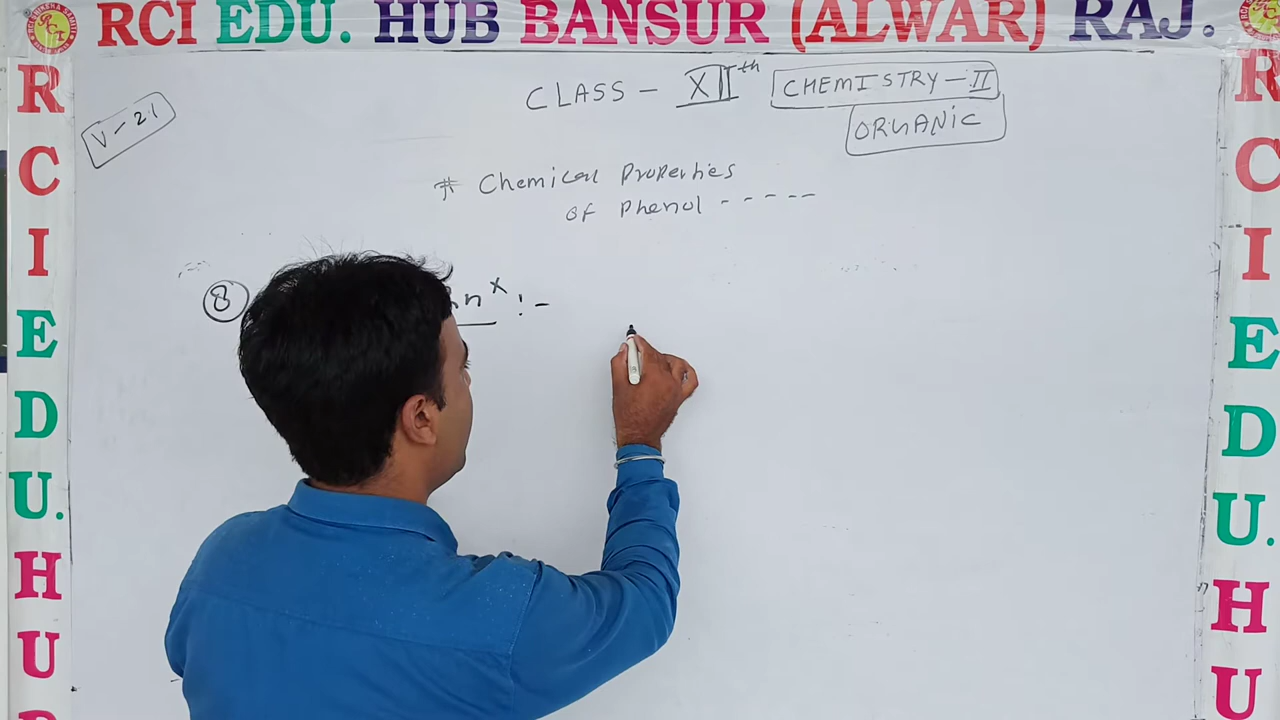 RCI EDU. HUB BANSUR (ALWAR) RAJ.
CLASS - XIIth CHEMISTRY-II
ORGANIC
V-21
# Chemical Properties
of Phenol -----
8 nx :-
R
C
I
E
D
U.
H
U
R
C
I
E
D
U.
H
U